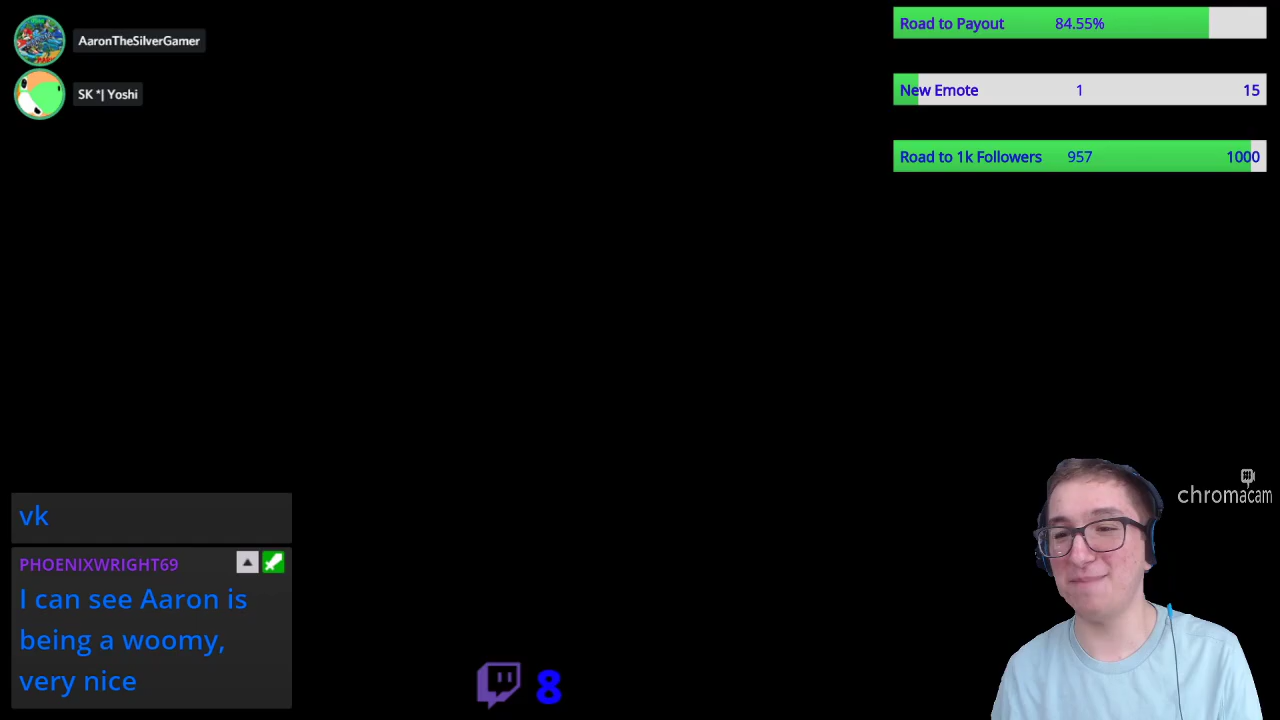 AaronTheSilverGamer
SK *| Yoshi
Road to Payout 84.55%
New Emote 1 15
Road to 1k Followers 957 1000
chromacam
vk
PHOENIXWRIGHT69
I can see Aaron is
being a woomy,
very nice
8